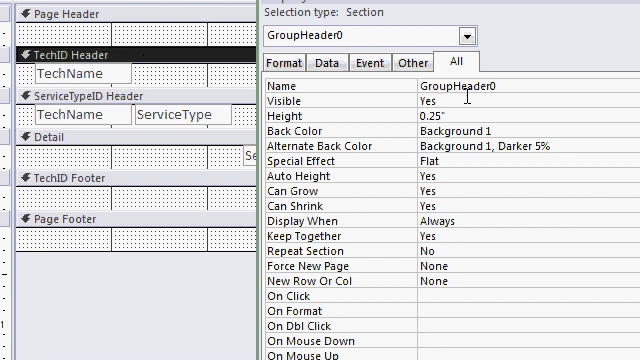 Page Header
TechID Header
TechName
ServiceTypeID Header
TechName ServiceType
Detail
Se
TechID Footer
Page Footer
1
Selection type: Section
GroupHeader0
Format Data Event Other All
Name GroupHeader0
Visible Yes
Height 0.25"
Back Color Background 1
Alternate Back Color Background 1, Darker 5%
Special Effect Flat
Auto Height Yes
Can Grow Yes
Can Shrink Yes
Display When Always
Keep Together Yes
Repeat Section No
Force New Page None
New Row Or Col None
On Click
On Format
On Dbl Click
On Mouse Down
On Mouse Up